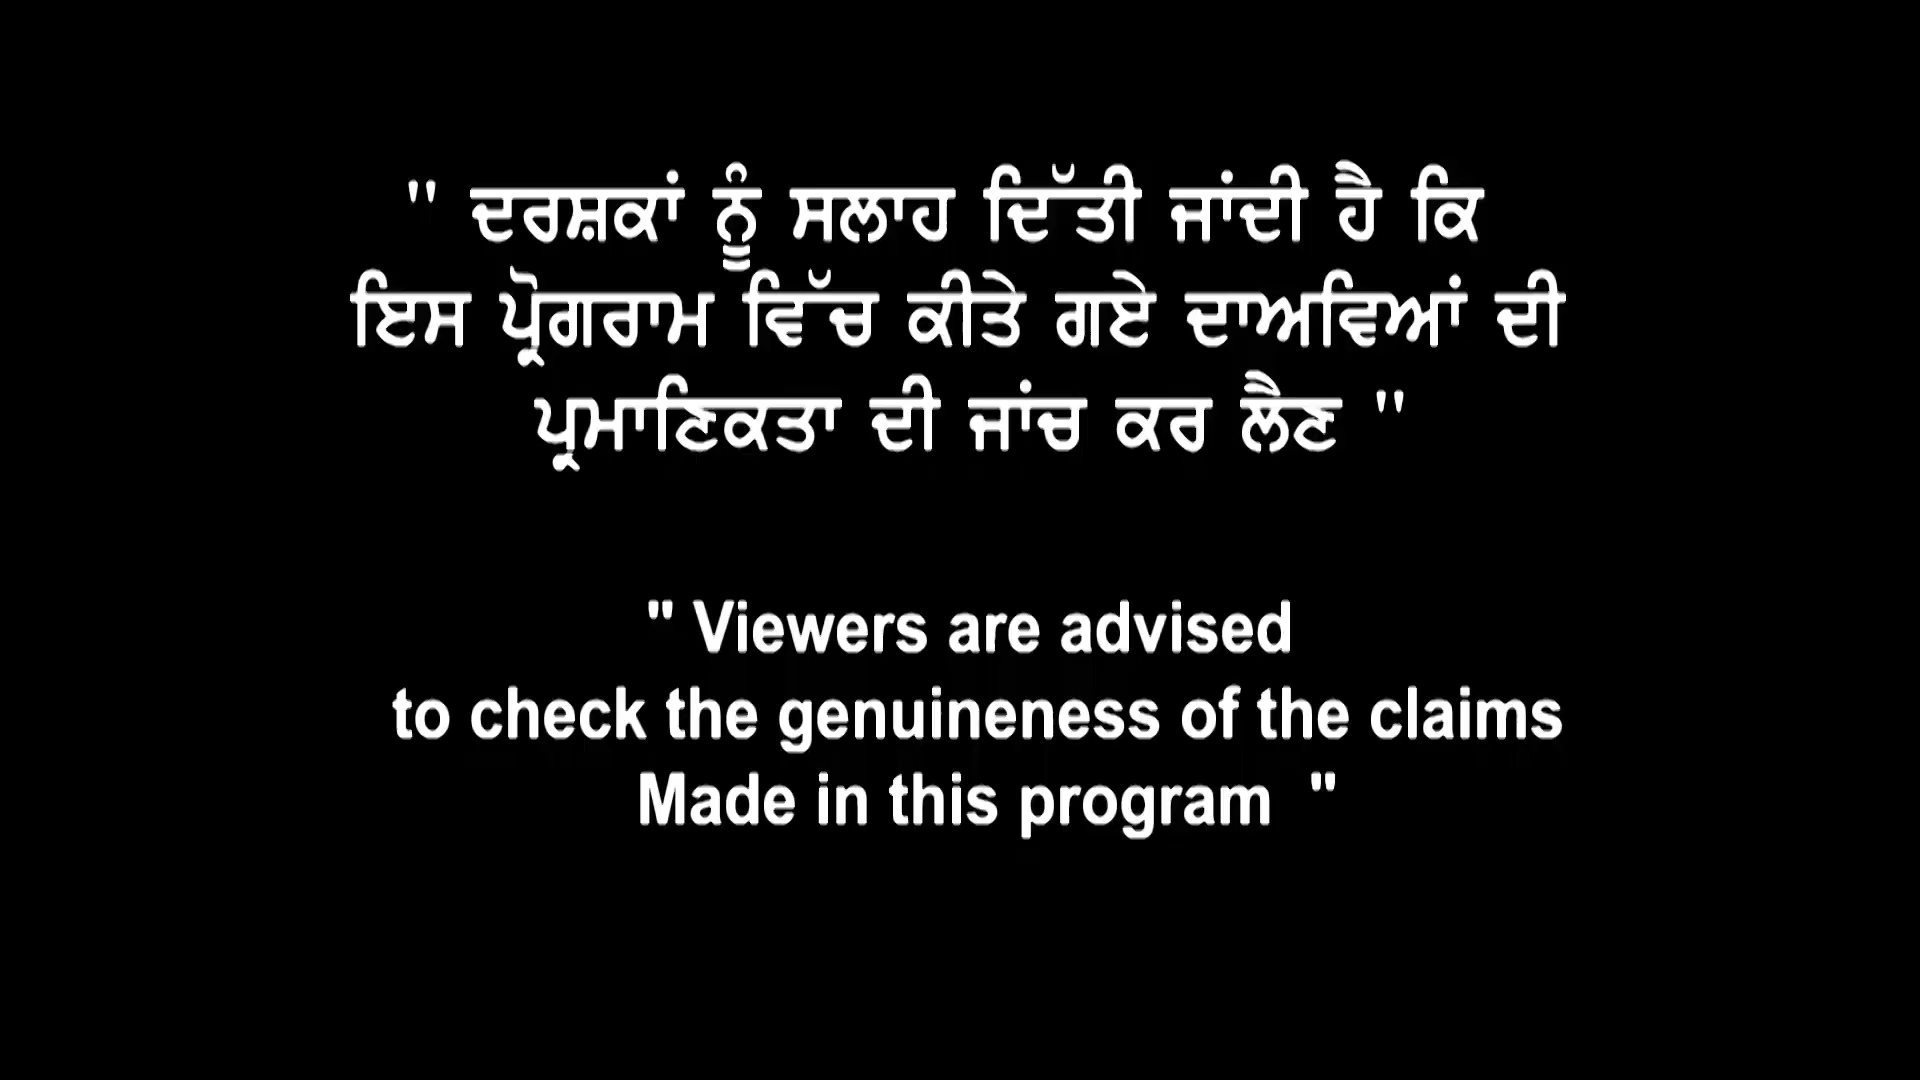 " ਦਰਸ਼ਕਾਂ ਨੂੰ ਸਲਾਹ ਦਿੱਤੀ ਜਾਂਦੀ ਹੈ ਕਿ
ਇਸ ਪ੍ਰੋਗਰਾਮ ਵਿੱਚ ਕੀਤੇ ਗਏ ਦਾਅਵਿਆਂ ਦੀ
ਪ੍ਰਮਾਣਿਕਤਾ ਦੀ ਜਾਂਚ ਕਰ ਲੈਣ "
" Viewers are advised
to check the genuineness of the claims
Made in this program "